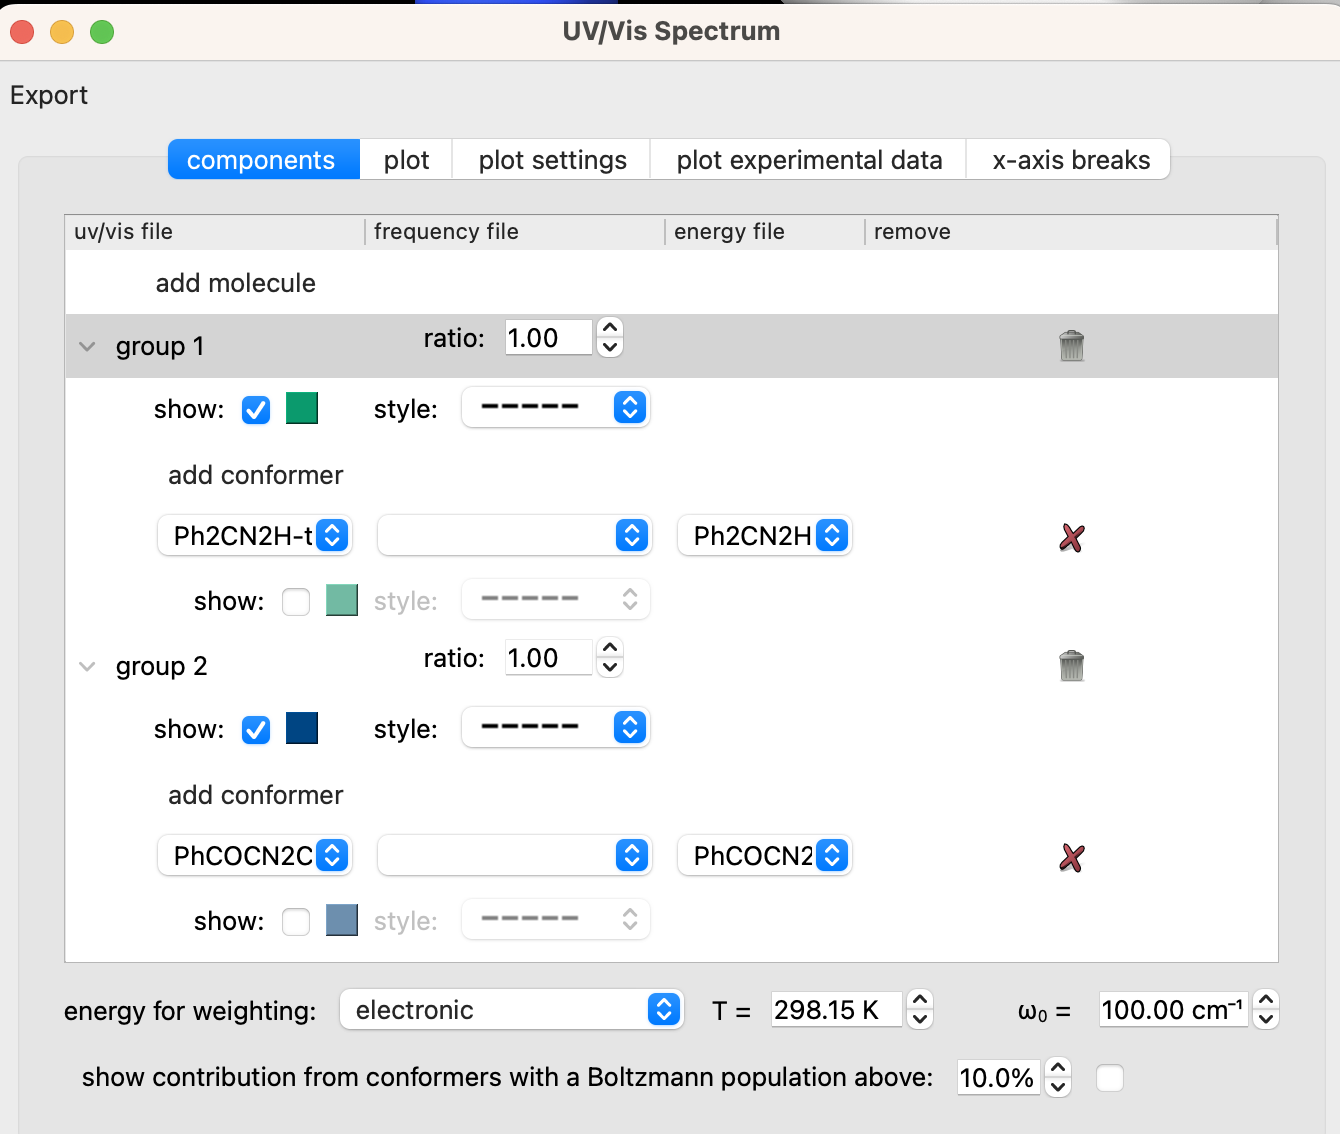 UV/Vis Spectrum
Export
components plot plot settings plot experimental data x-axis breaks
uv/vis file frequency file energy file remove
add molecule
group 1 ratio: 1.00
show: style:
add conformer
Ph2CN2H-t Ph2CN2H
show: style:
group 2 ratio: 1.00
show: style:
add conformer
PhCOCN2C PhCOCN2
show: style:
energy for weighting: electronic T = 298.15 K ω₀ = 100.00 cm⁻¹
show contribution from conformers with a Boltzmann population above: 10.0%